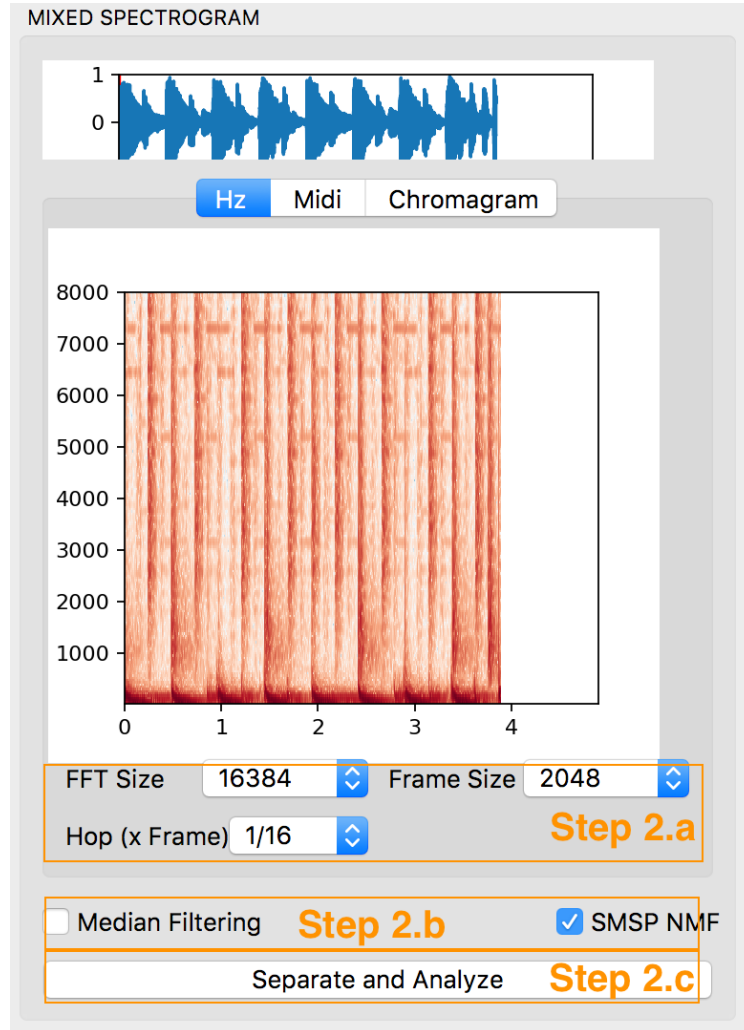 MIXED SPECTROGRAM
1
0
Hz Midi Chromagram
8000
7000
6000
5000
4000
3000
2000
1000
0 1 2 3 4
FFT Size 16384 Frame Size 2048
Hop (x Frame) 1/16 Step 2.a
Median Filtering Step 2.b SMSP NMF
Separate and Analyze Step 2.c